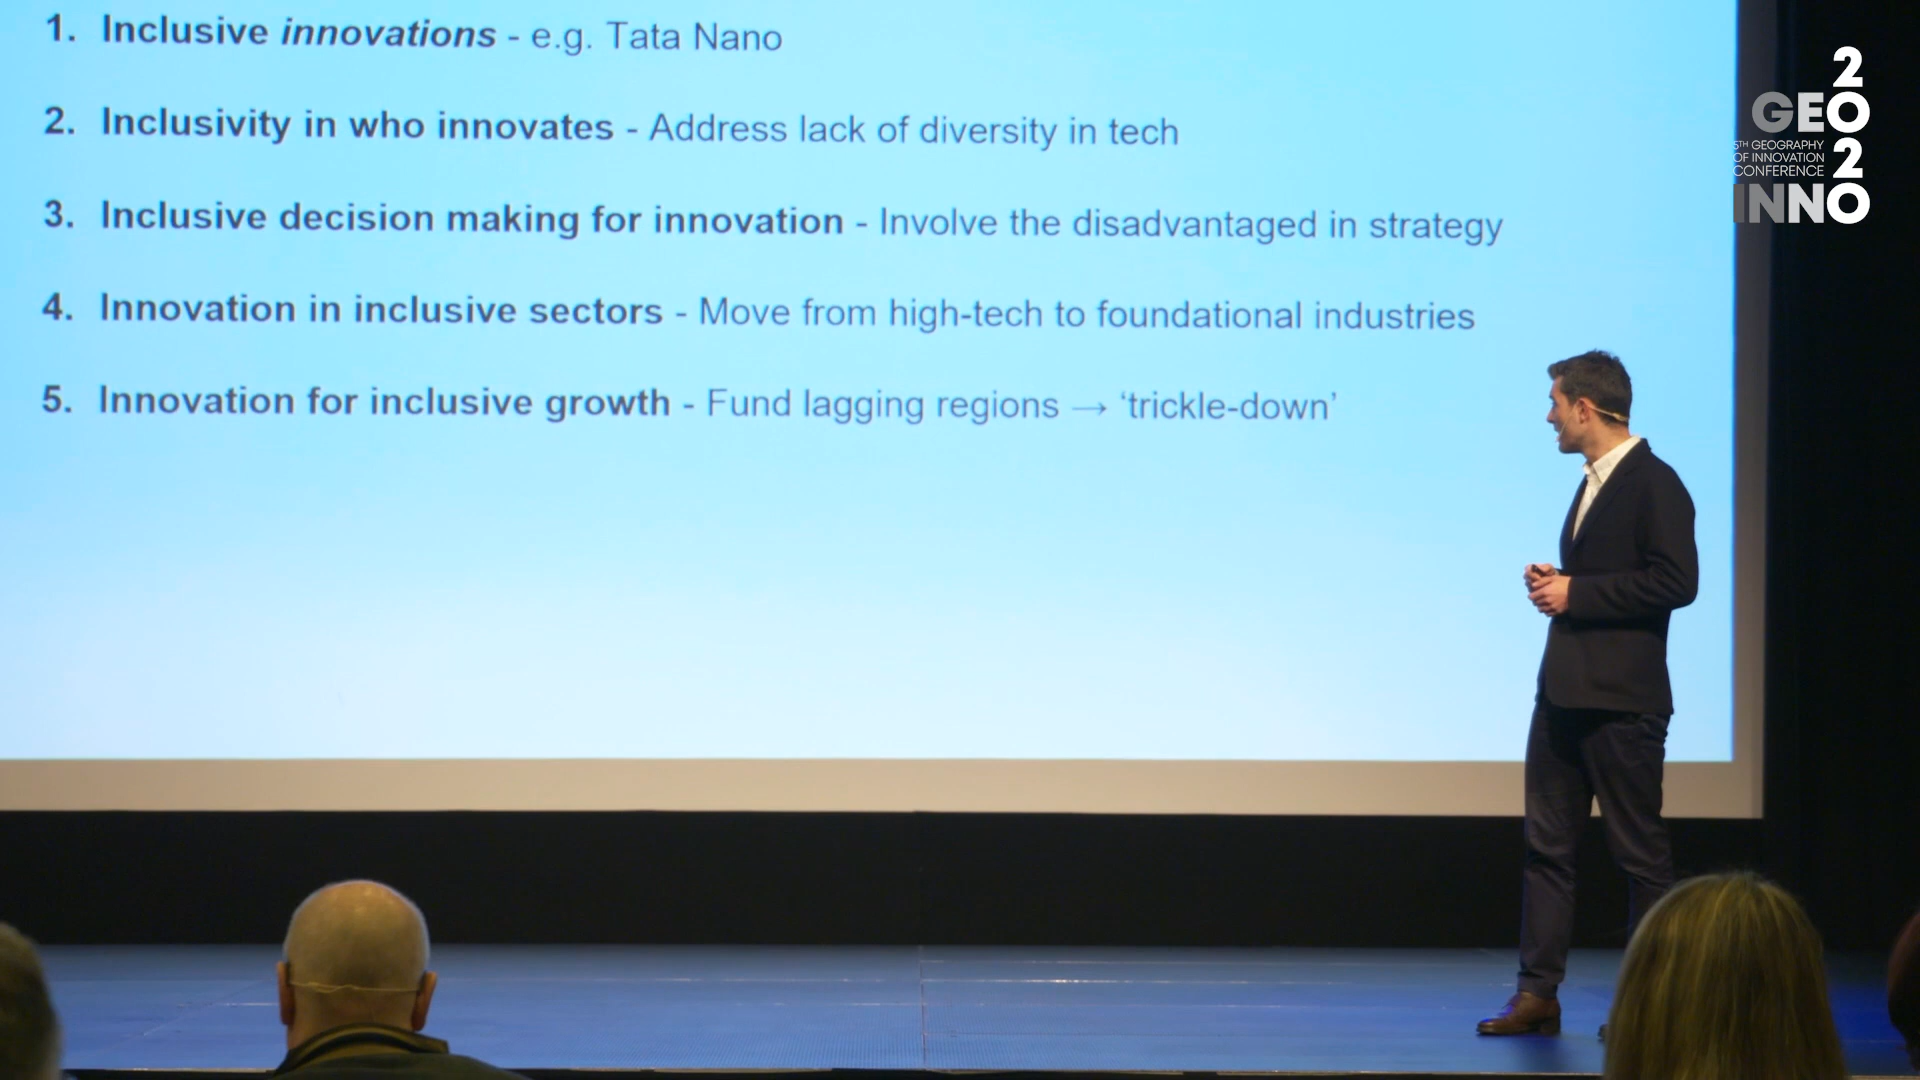 1. Inclusive innovations - e.g. Tata Nano
2. Inclusivity in who innovates - Address lack of diversity in tech
3. Inclusive decision making for innovation - Involve the disadvantaged in strategy
4. Innovation in inclusive sectors - Move from high-tech to foundational industries
5. Innovation for inclusive growth - Fund lagging regions → ‘trickle-down’
2
GEO
5TH GEOGRAPHY
OF INNOVATION
CONFERENCE
2
INNO